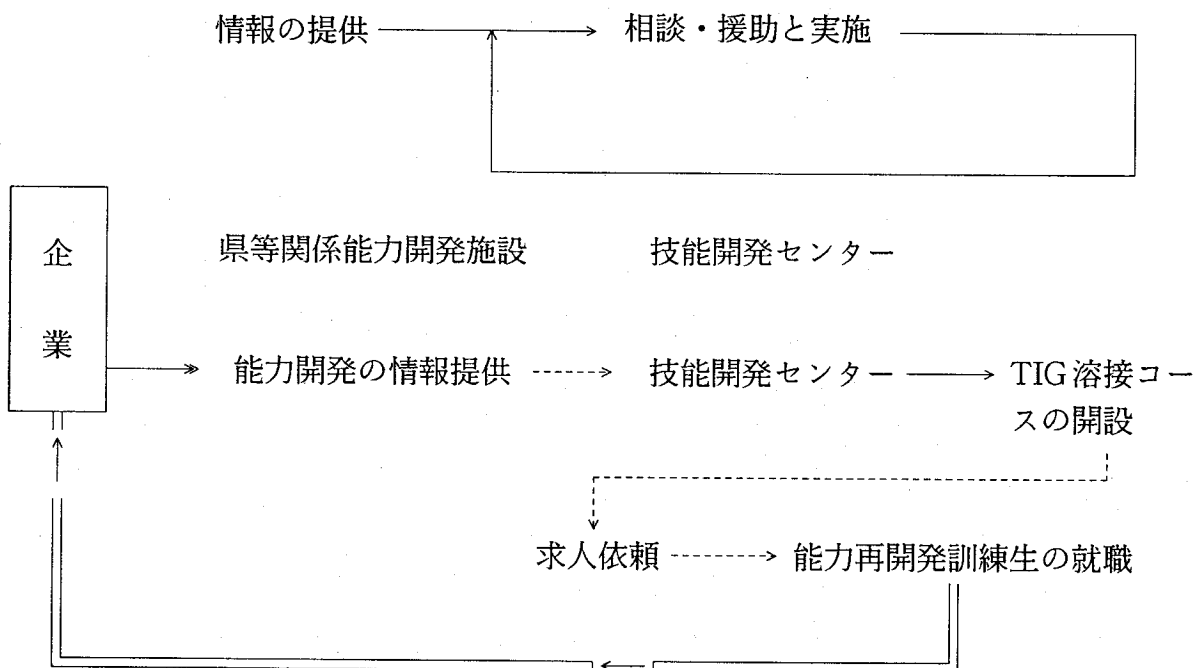 情報の提供
相談・援助と実施
企業
県等関係能力開発施設
技能開発センター
能力開発の情報提供
技能開発センター
TIG溶接コー
スの開設
求人依頼
能力再開発訓練生の就職